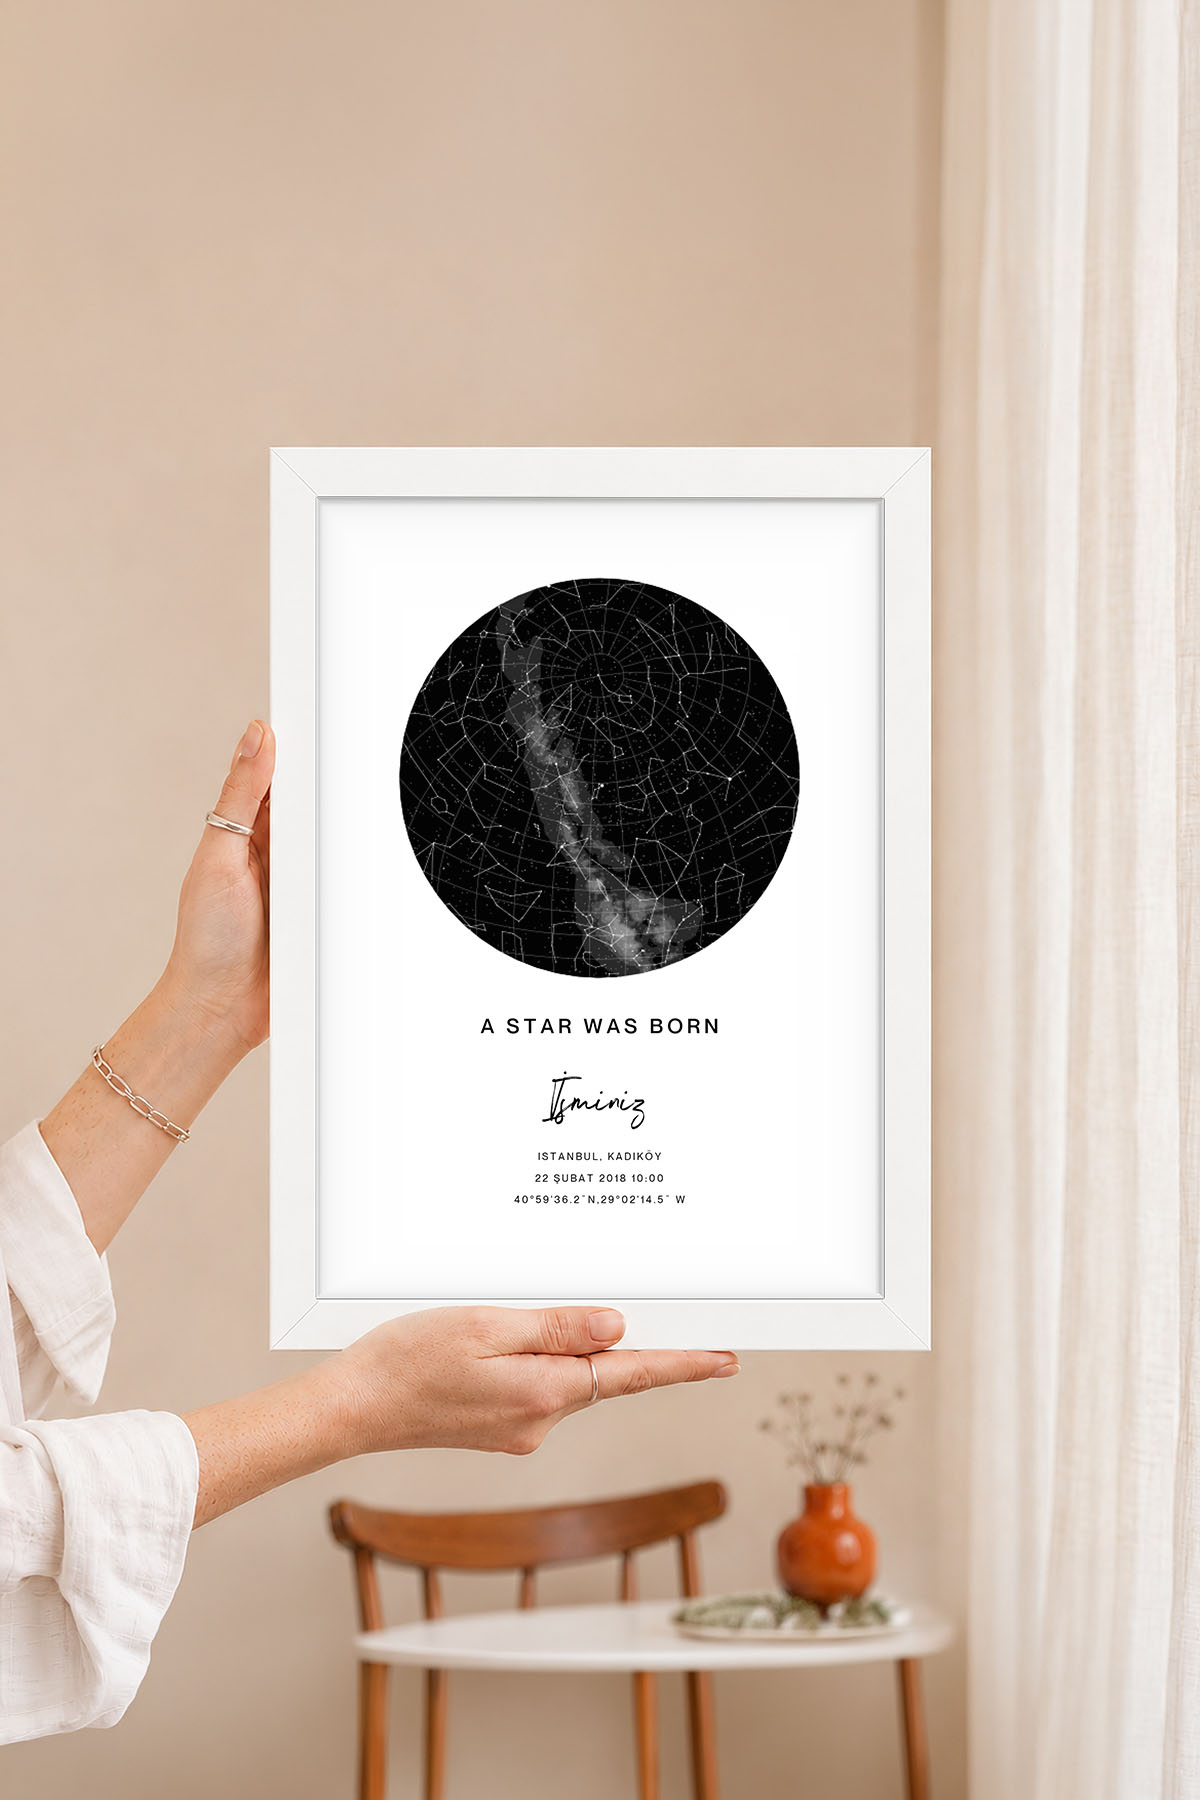 A STAR WAS BORN
İsminiz
ISTANBUL, KADIKÖY
22 ŞUBAT 2018 10:00
40°59'36.2"N,29°02'14.5" W